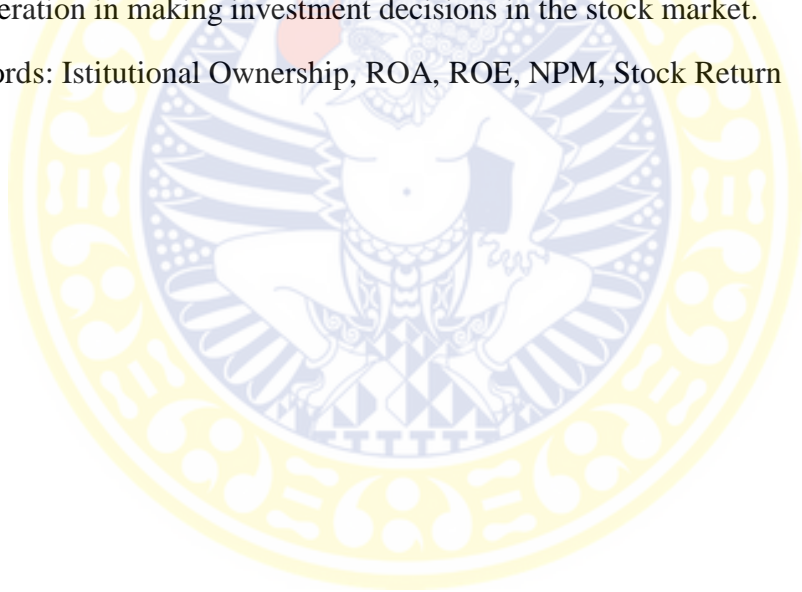 eration in making investment decisions in the stock market.
ords: Istitutional Ownership, ROA, ROE, NPM, Stock Return